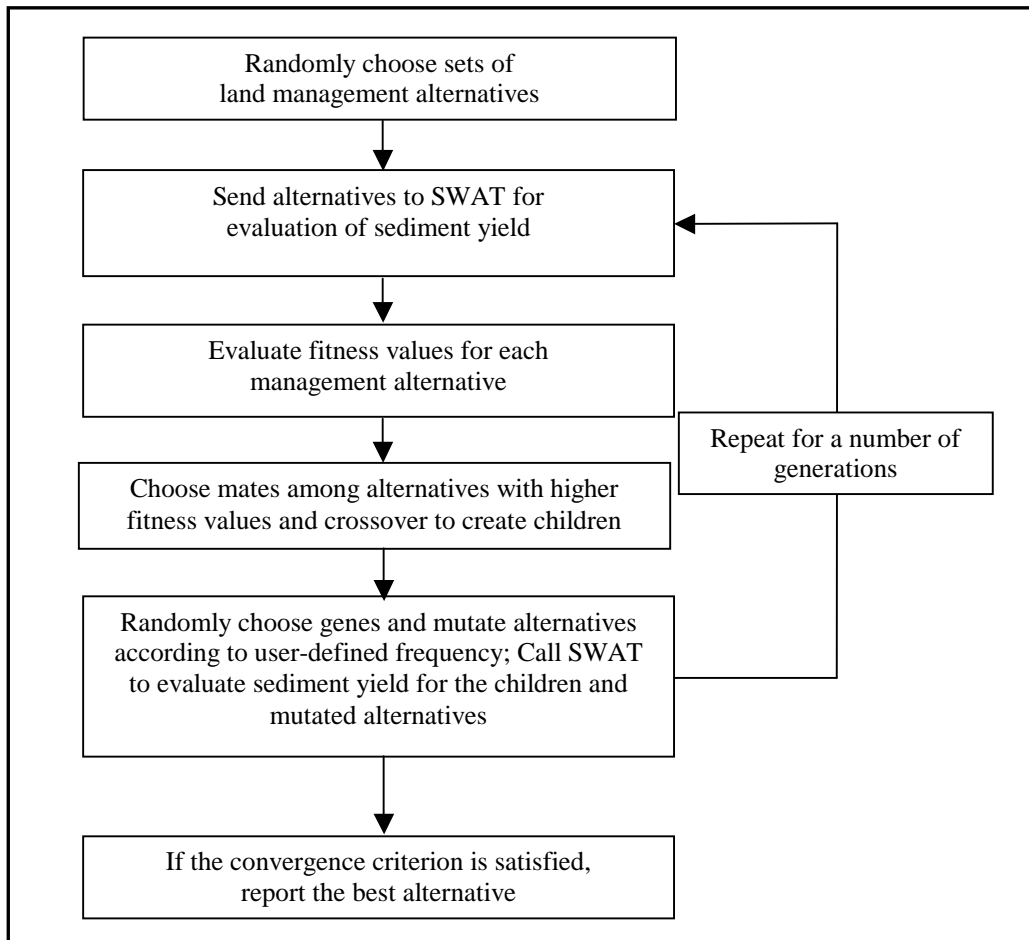 Randomly choose sets of
land management alternatives
Send alternatives to SWAT for
evaluation of sediment yield
Evaluate fitness values for each
management alternative
Repeat for a number of
generations
Choose mates among alternatives with higher
fitness values and crossover to create children
Randomly choose genes and mutate alternatives
according to user-defined frequency; Call SWAT
to evaluate sediment yield for the children and
mutated alternatives
If the convergence criterion is satisfied,
report the best alternative